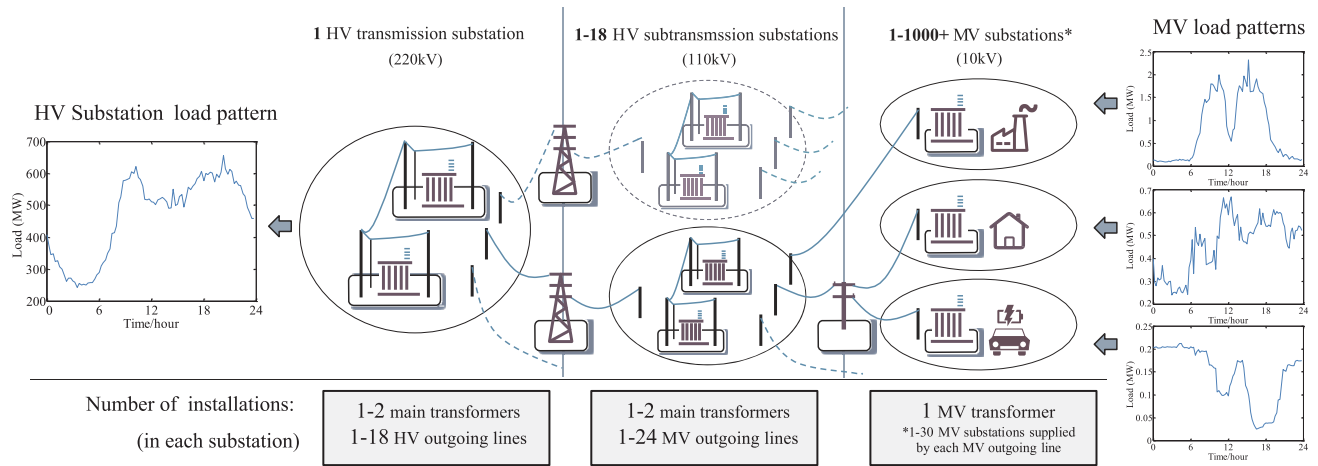 1 HV transmission substation
(220kV)
1-18 HV subtransmssion substations
(110kV)
1-1000+ MV substations*
(10kV)
MV load patterns
HV Substation load pattern
Load (MW)
700
600
500
400
300
200
0 6 12 18 24
Time/hour
Load (MW)
2.5
2
1.5
1
0.5
0
0 6 12 18 24
Time/hour
Load (MW)
0.7
0.6
0.5
0.4
0.3
0.2
0 6 12 18 24
Time/hour
Load (MW)
0.25
0.2
0.15
0.1
0.05
0
0 6 12 18 24
Time/hour
Number of installations:
(in each substation)
1-2 main transformers
1-18 HV outgoing lines
1-2 main transformers
1-24 MV outgoing lines
1 MV transformer
*1-30 MV substations supplied
by each MV outgoing line